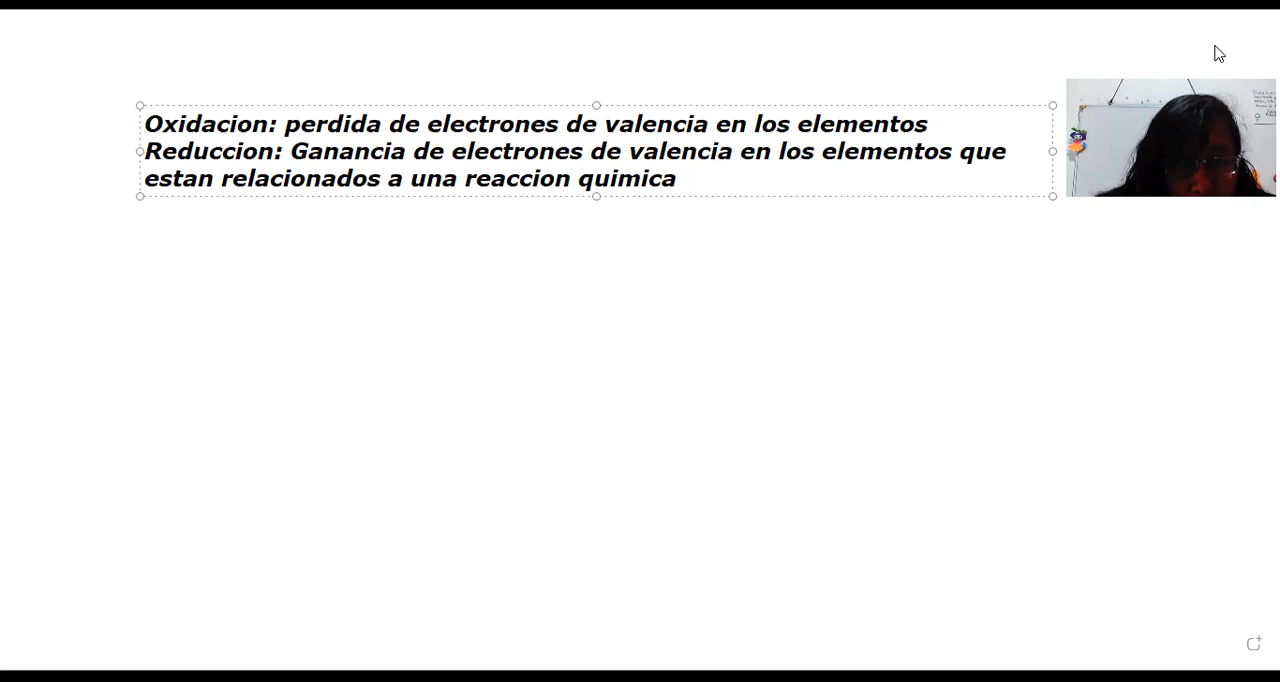 Oxidacion: perdida de electrones de valencia en los elementos
Reduccion: Ganancia de electrones de valencia en los elementos que
estan relacionados a una reaccion quimica